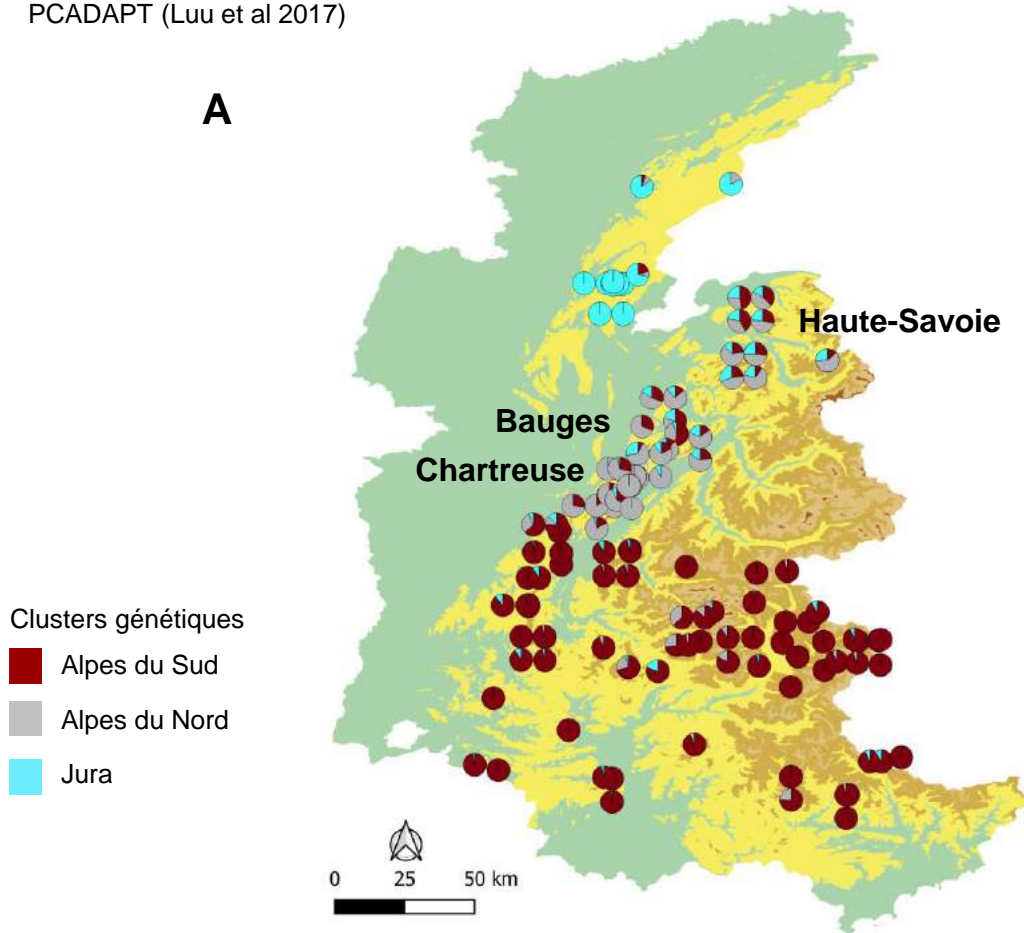 PCADAPT (Luu et al 2017)
A
Haute-Savoie
Bauges
Chartreuse
Clusters génétiques
Alpes du Sud
Alpes du Nord
Jura
0 25 50 km